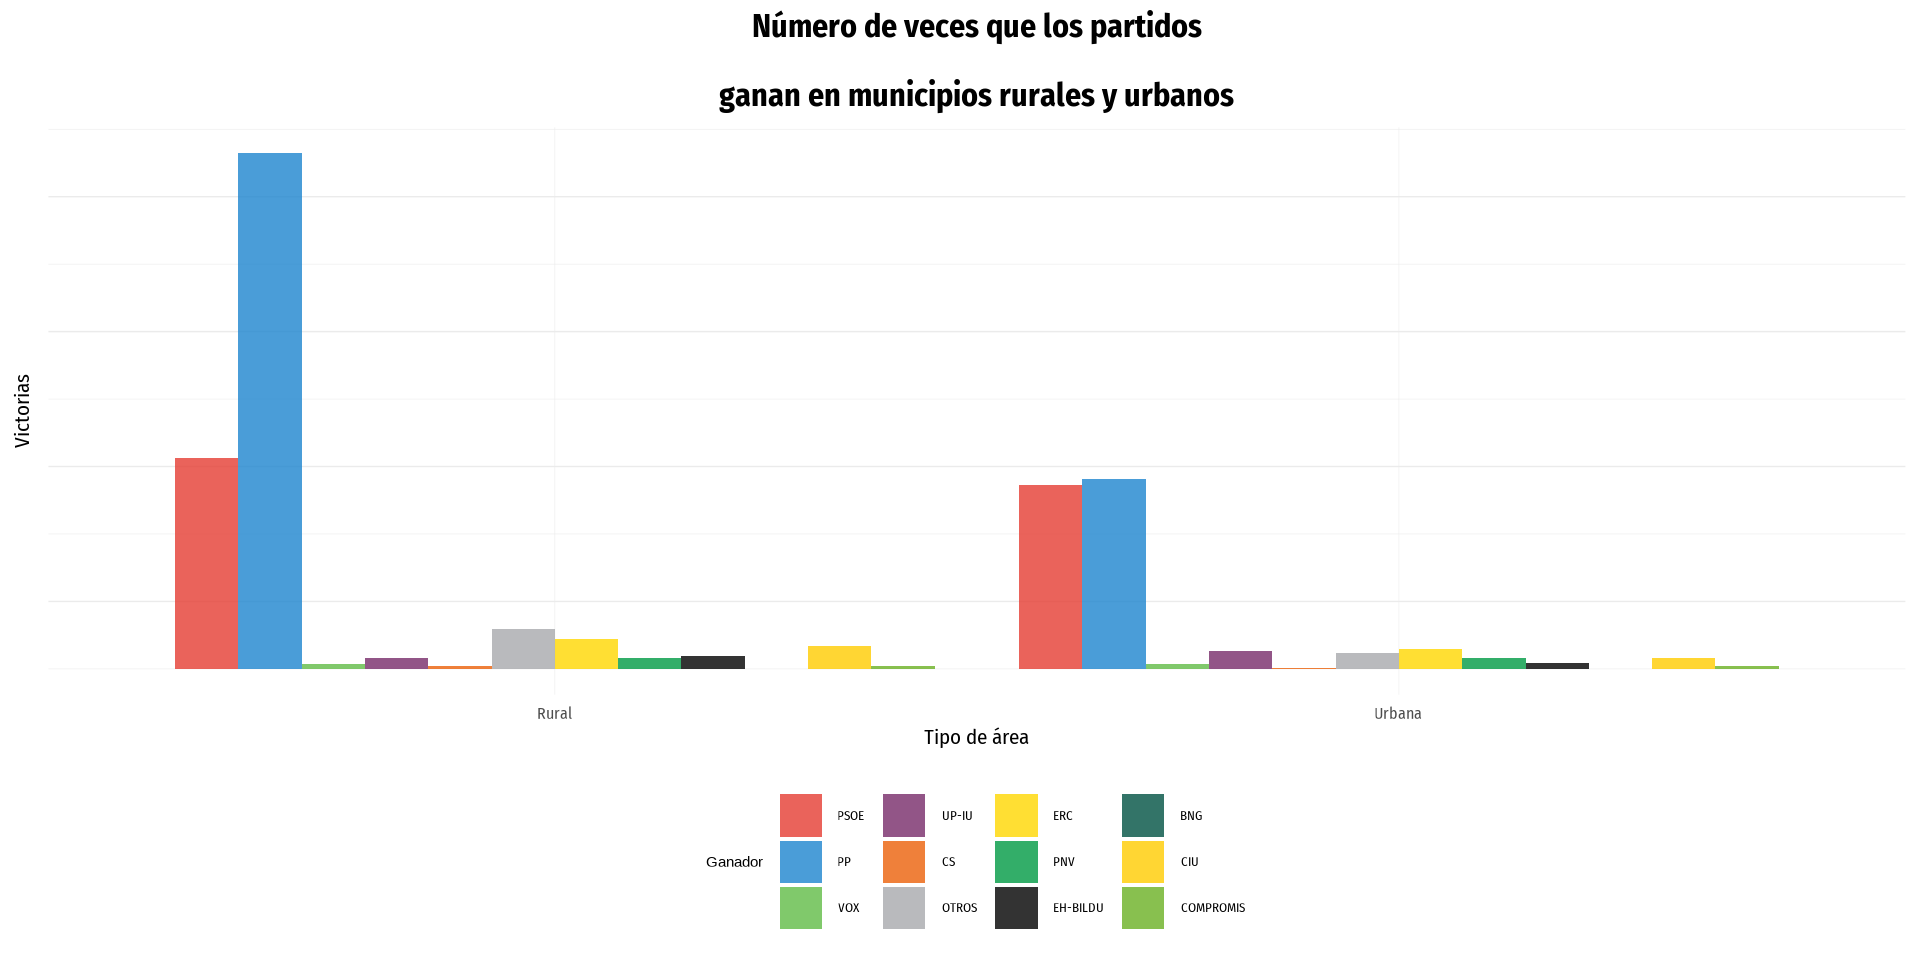 Número de veces que los partidos
ganan en municipios rurales y urbanos
Victorias
Rural
Urbana
Tipo de área
Ganador
PSOE
PP
VOX
UP-IU
CS
OTROS
ERC
PNV
EH-BILDU
BNG
CIU
COMPROMIS